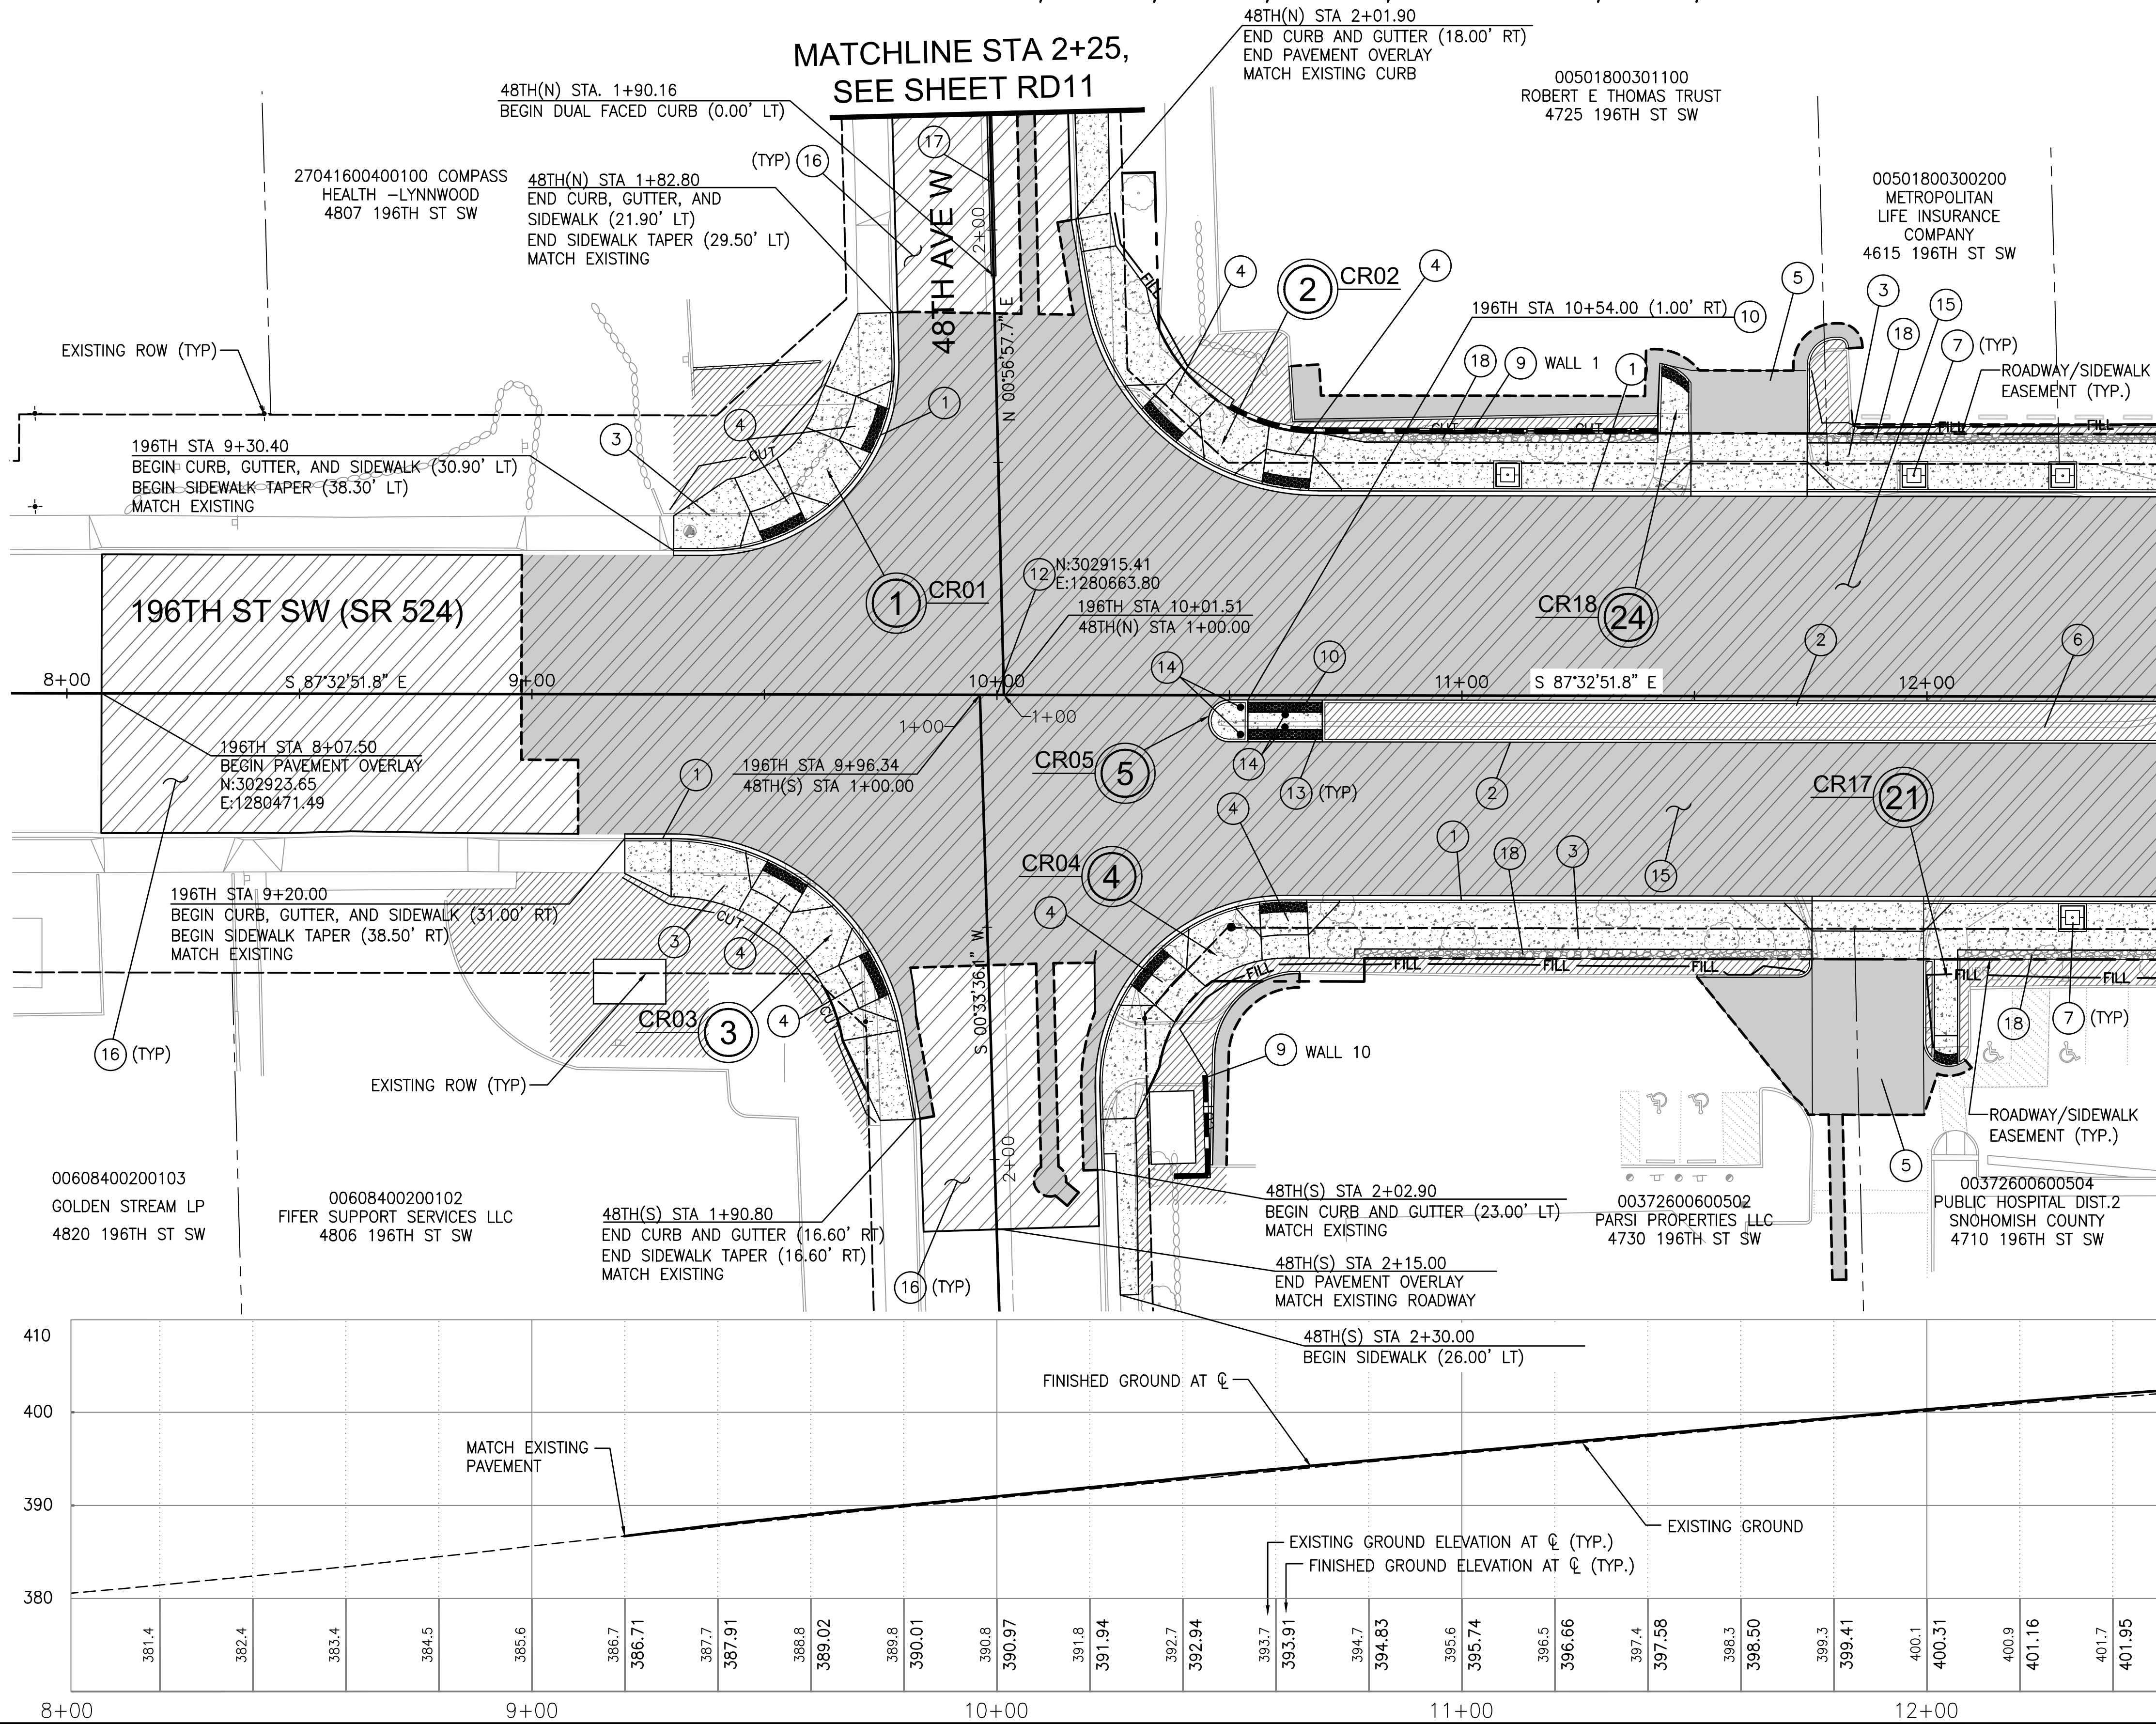 MATCHLINE STA 2+25,
SEE SHEET RD11
48TH(N) STA 2+01.90
END CURB AND GUTTER (18.00' RT)
END PAVEMENT OVERLAY
MATCH EXISTING CURB
00501800301100
ROBERT E THOMAS TRUST
4725 196TH ST SW
48TH(N) STA. 1+90.16
BEGIN DUAL FACED CURB (0.00' LT)
27041600400100 COMPASS
HEALTH –LYNNWOOD
4807 196TH ST SW
(TYP) 16
17
48TH(N) STA 1+82.80
END CURB, GUTTER, AND
SIDEWALK (21.90' LT)
END SIDEWALK TAPER (29.50' LT)
MATCH EXISTING
48TH AVE W
2+00
N 00°56'57.7" E
00501800300200
METROPOLITAN
LIFE INSURANCE
COMPANY
4615 196TH ST SW
FILL
4
2 CR02
4
5
3
15
18
7 (TYP)
196TH STA 10+54.00 (1.00' RT) 10
18
9 WALL 1
1
ROADWAY/SIDEWALK
EASEMENT (TYP.)
EXISTING ROW (TYP)
CUT
CUT
FILL
FILL
196TH STA 9+30.40
BEGIN CURB, GUTTER, AND SIDEWALK (30.90' LT)
BEGIN SIDEWALK TAPER (38.30' LT)
MATCH EXISTING
3
4
1
CUT
196TH ST SW (SR 524)
1 CR01
12
N:302915.41
E:1280663.80
196TH STA 10+01.51
48TH(N) STA 1+00.00
CR18 24
2
6
8+00
S 87°32'51.8" E
9+00
10+00
11+00
S 87°32'51.8" E
12+00
14
10
1+00
1+00
196TH STA 8+07.50
BEGIN PAVEMENT OVERLAY
N:302923.65
E:1280471.49
1
196TH STA 9+96.34
48TH(S) STA 1+00.00
CR05 5
14
13 (TYP)
2
4
CR17 21
15
1
18
3
CR04 4
4
196TH STA 9+20.00
BEGIN CURB, GUTTER, AND SIDEWALK (31.00' RT)
BEGIN SIDEWALK TAPER (38.50' RT)
MATCH EXISTING
3
4
CUT
S 00°33'36.1" W
FILL
FILL
FILL
FILL
FILL
FILL
CUT
CR03 3
4
16 (TYP)
EXISTING ROW (TYP)
9 WALL 10
18
7 (TYP)
ROADWAY/SIDEWALK
EASEMENT (TYP.)
5
2+00
00608400200103
GOLDEN STREAM LP
4820 196TH ST SW
00608400200102
FIFER SUPPORT SERVICES LLC
4806 196TH ST SW
48TH(S) STA 1+90.80
END CURB AND GUTTER (16.60' RT)
END SIDEWALK TAPER (16.60' RT)
MATCH EXISTING
16 (TYP)
48TH(S) STA 2+02.90
BEGIN CURB AND GUTTER (23.00' LT)
MATCH EXISTING
48TH(S) STA 2+15.00
END PAVEMENT OVERLAY
MATCH EXISTING ROADWAY
48TH(S) STA 2+30.00
BEGIN SIDEWALK (26.00' LT)
00372600600502
PARSI PROPERTIES LLC
4730 196TH ST SW
00372600600504
PUBLIC HOSPITAL DIST.2
SNOHOMISH COUNTY
4710 196TH ST SW
410
400
390
380
FINISHED GROUND AT ℄
MATCH EXISTING
PAVEMENT
EXISTING GROUND
EXISTING GROUND ELEVATION AT ℄ (TYP.)
FINISHED GROUND ELEVATION AT ℄ (TYP.)
381.4
382.4
383.4
384.5
385.6
386.7
386.71
387.7
387.91
388.8
389.02
389.8
390.01
390.8
390.97
391.8
391.94
392.7
392.94
393.7
393.91
394.7
394.83
395.6
395.74
396.5
396.66
397.4
397.58
398.3
398.50
399.3
399.41
400.1
400.31
400.9
401.16
401.7
401.95
8+00
9+00
10+00
11+00
12+00